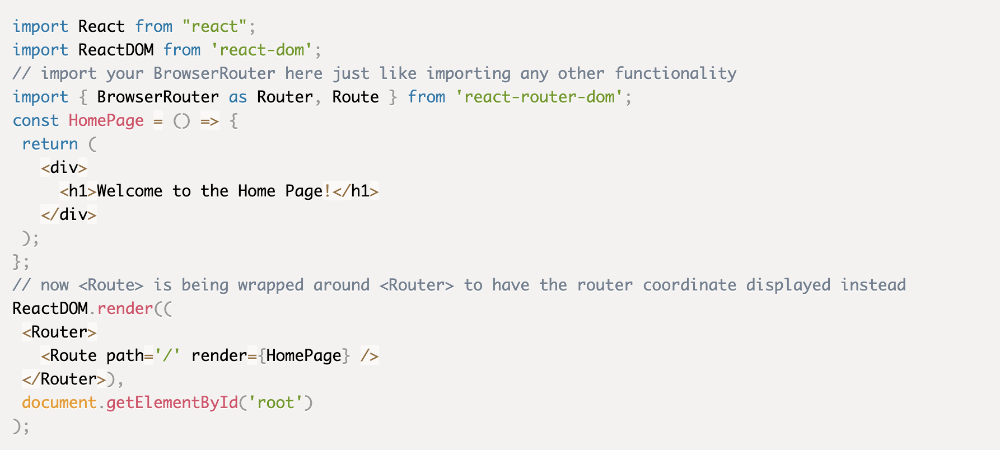 import React from "react";
import ReactDOM from 'react-dom';
// import your BrowserRouter here just like importing any other functionality
import { BrowserRouter as Router, Route } from 'react-router-dom';
const HomePage = () => {
 return (
   <div>
     <h1>Welcome to the Home Page!</h1>
   </div>
 );
};
// now <Route> is being wrapped around <Router> to have the router coordinate displayed instead
ReactDOM.render((
 <Router>
   <Route path='/' render={HomePage} />
 </Router>),
 document.getElementById('root')
);